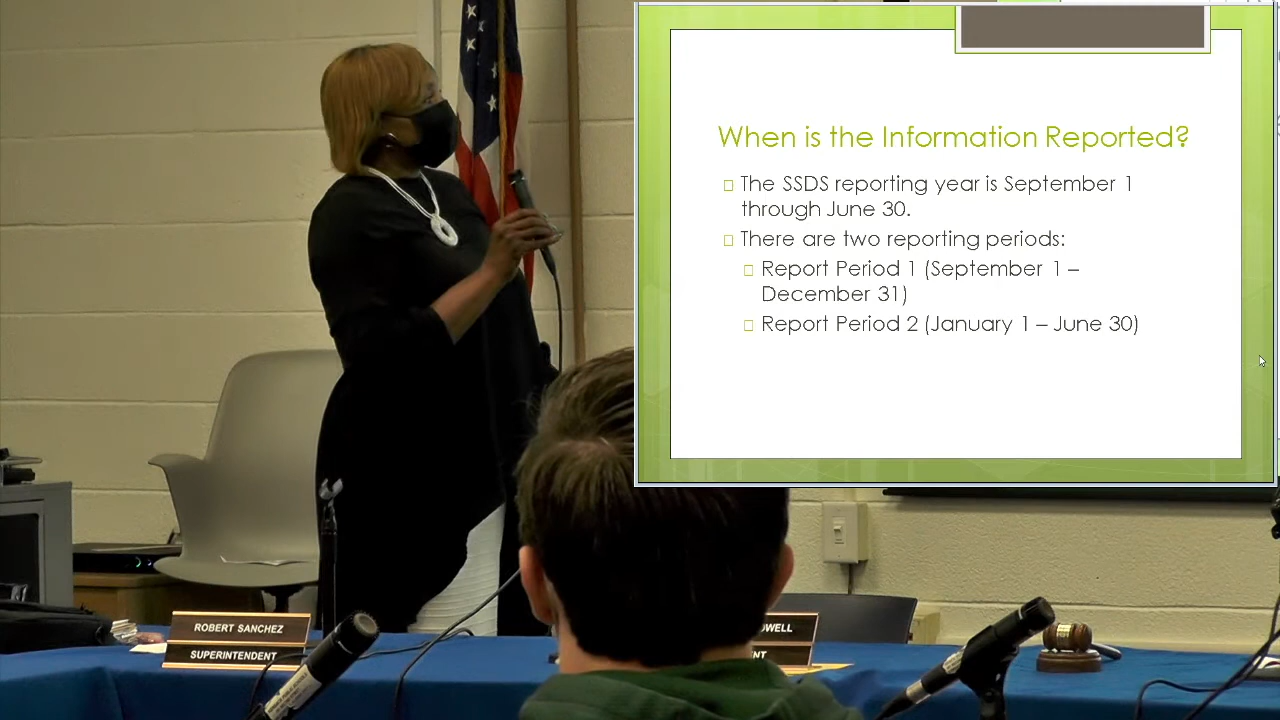 When is the Information Reported?
The SSDS reporting year is September 1
through June 30.
There are two reporting periods:
Report Period 1 (September 1 –
December 31)
Report Period 2 (January 1 – June 30)
ROBERT SANCHEZ
SUPERINTENDENT